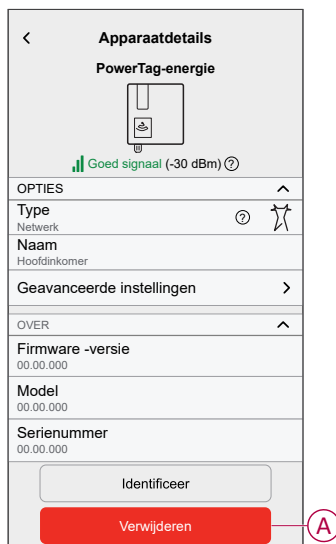 Apparaatdetails
PowerTag-energie
Goed signaal (-30 dBm) ?
OPTIES
Type
Netwerk
?
Naam
Hoofdinkomer
Geavanceerde instellingen
OVER
Firmware -versie
00.00.000
Model
00.00.000
Serienummer
00.00.000
Identificeer
Verwijderen
A